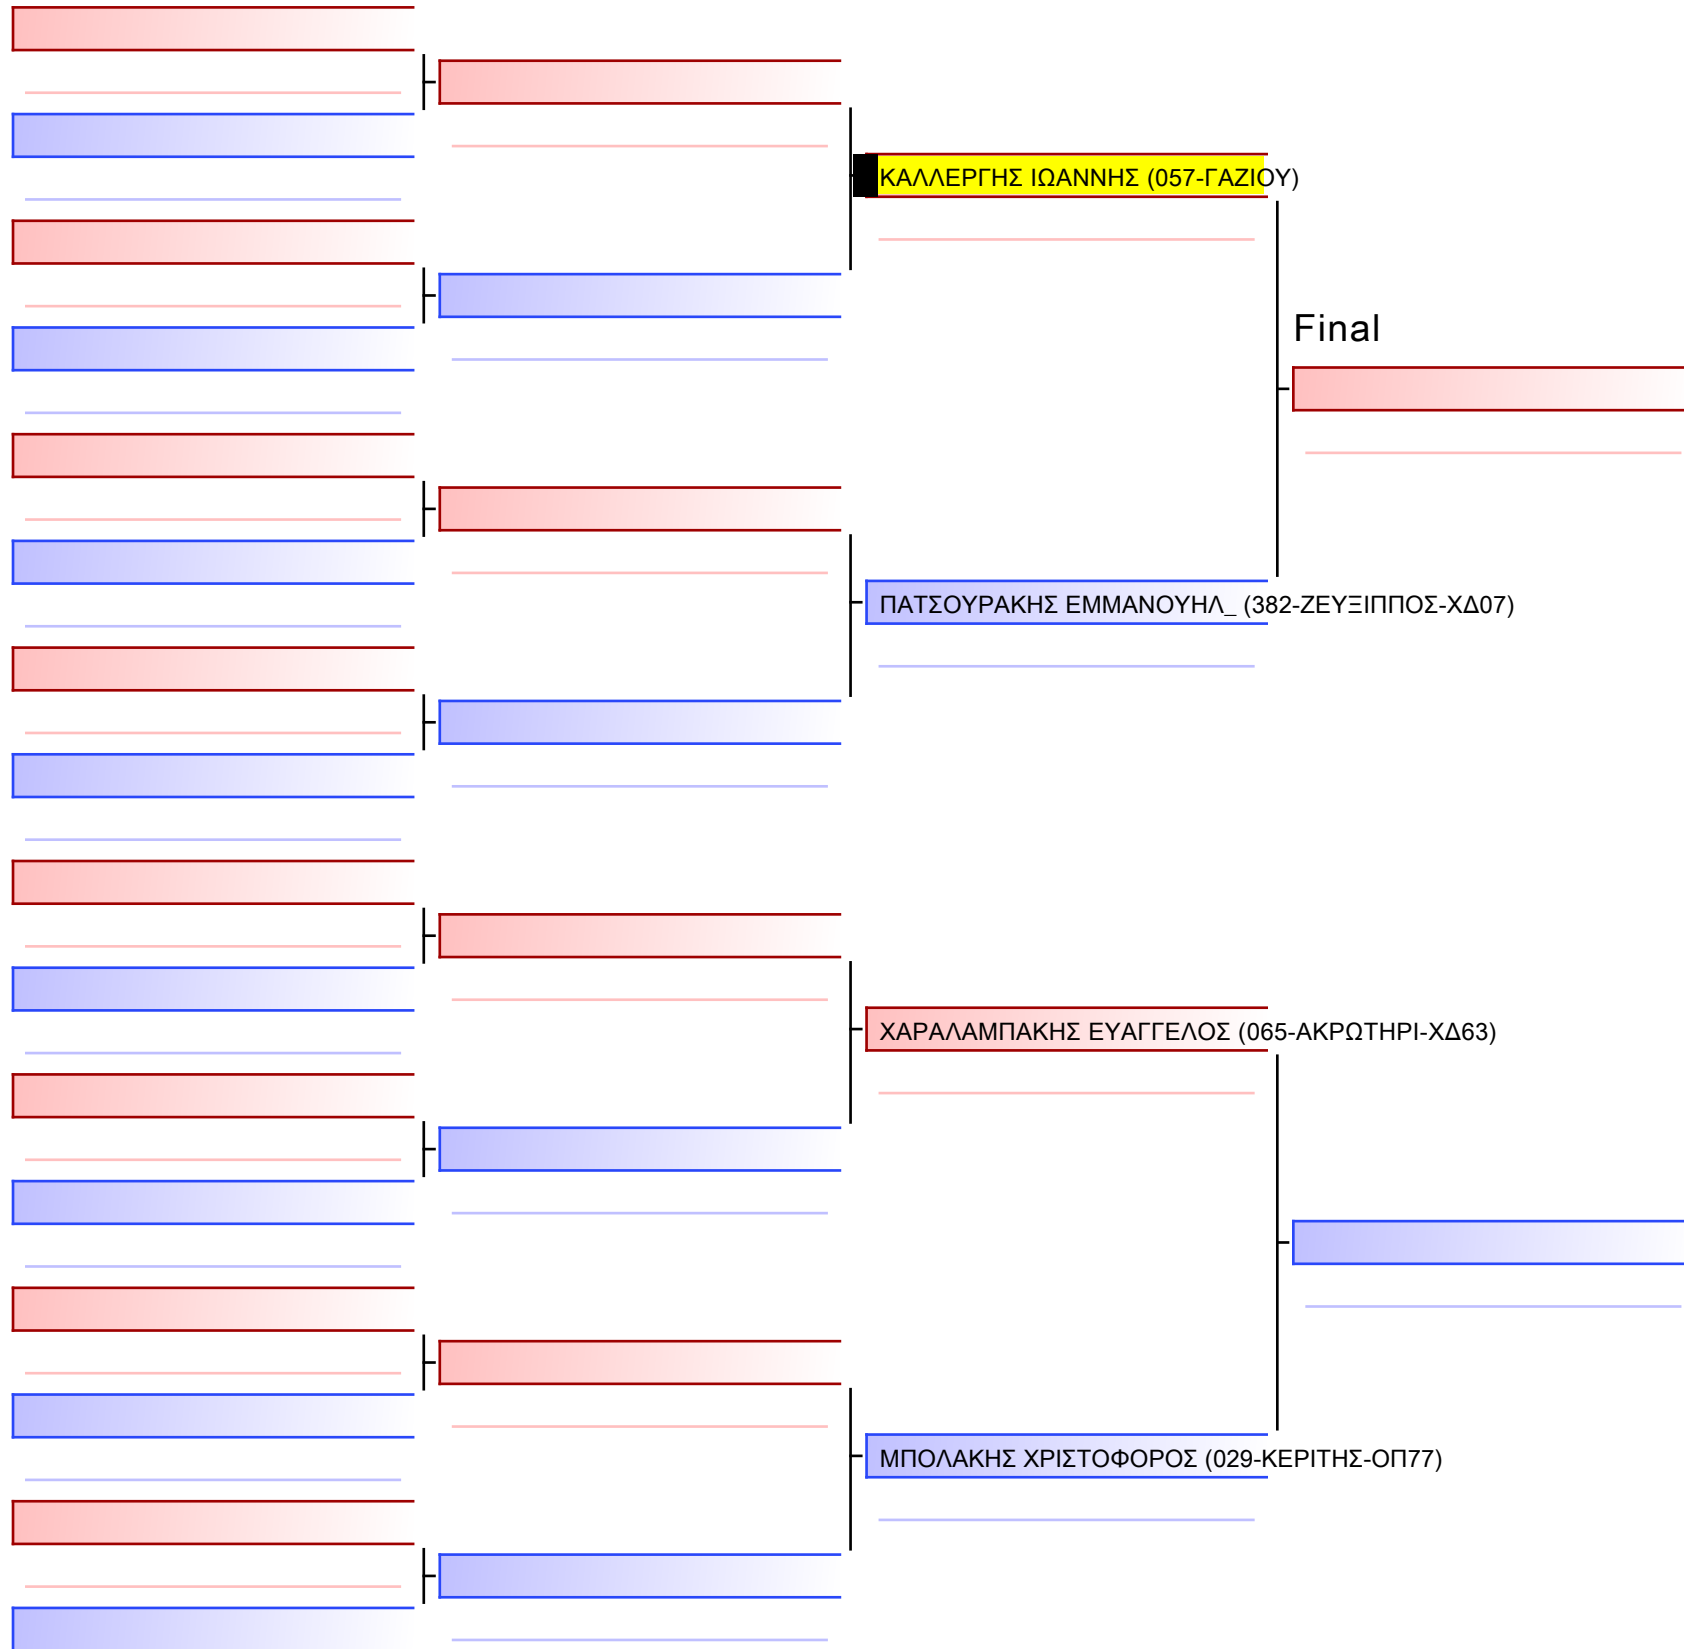 ΚΑΛΛΕΡΓΗΣ ΙΩΑΝΝΗΣ (057-ΓΑΖΙΟΥ)
Final
ΠΑΤΣΟΥΡΑΚΗΣ ΕΜΜΑΝΟΥΗΛ_ (382-ΖΕΥΞΙΠΠΟΣ-ΧΔ07)
ΧΑΡΑΛΑΜΠΑΚΗΣ ΕΥΑΓΓΕΛΟΣ (065-ΑΚΡΩΤΗΡΙ-ΧΔ63)
ΜΠΟΛΑΚΗΣ ΧΡΙΣΤΟΦΟΡΟΣ (029-ΚΕΡΙΤΗΣ-ΟΠ77)